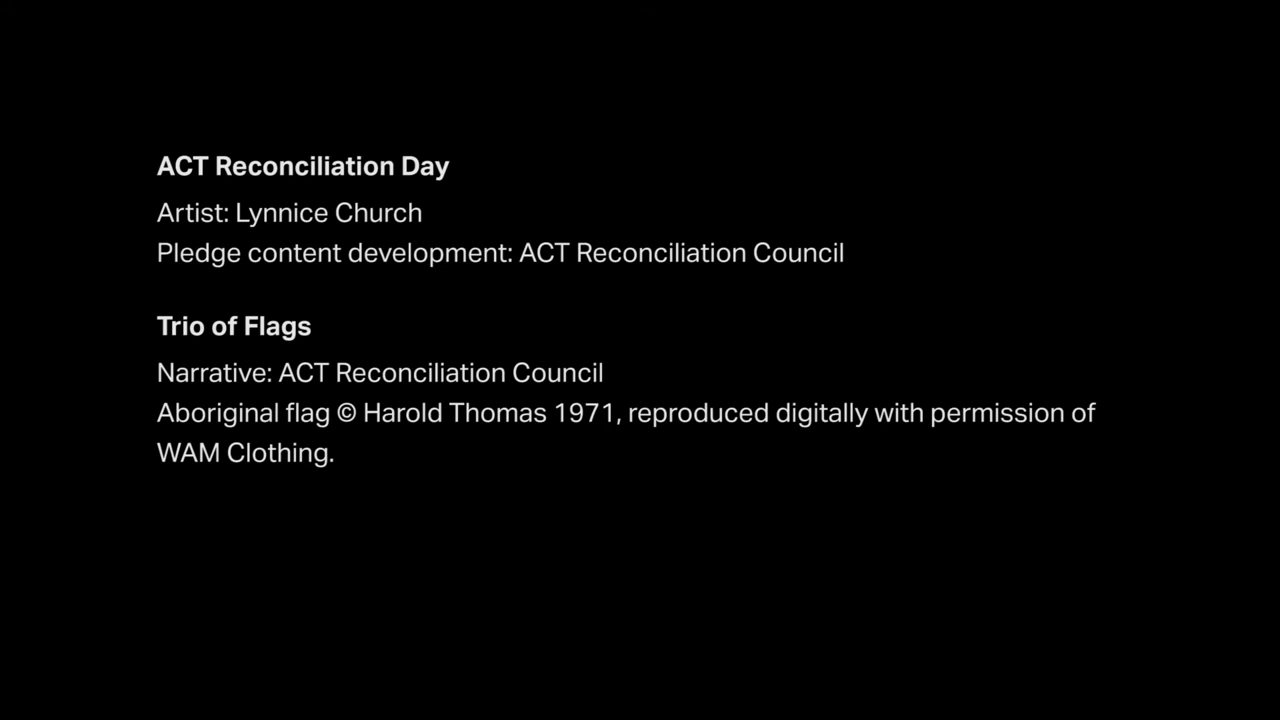 ACT Reconciliation Day
Artist: Lynnice Church
Pledge content development: ACT Reconciliation Council
Trio of Flags
Narrative: ACT Reconciliation Council
Aboriginal flag © Harold Thomas 1971, reproduced digitally with permission of
WAM Clothing.